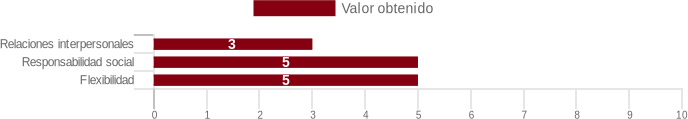 Valor obtenido
Relaciones interpersonales 3
Responsabilidad social 5
Flexibilidad 5
0 1 2 3 4 5 6 7 8 9 10